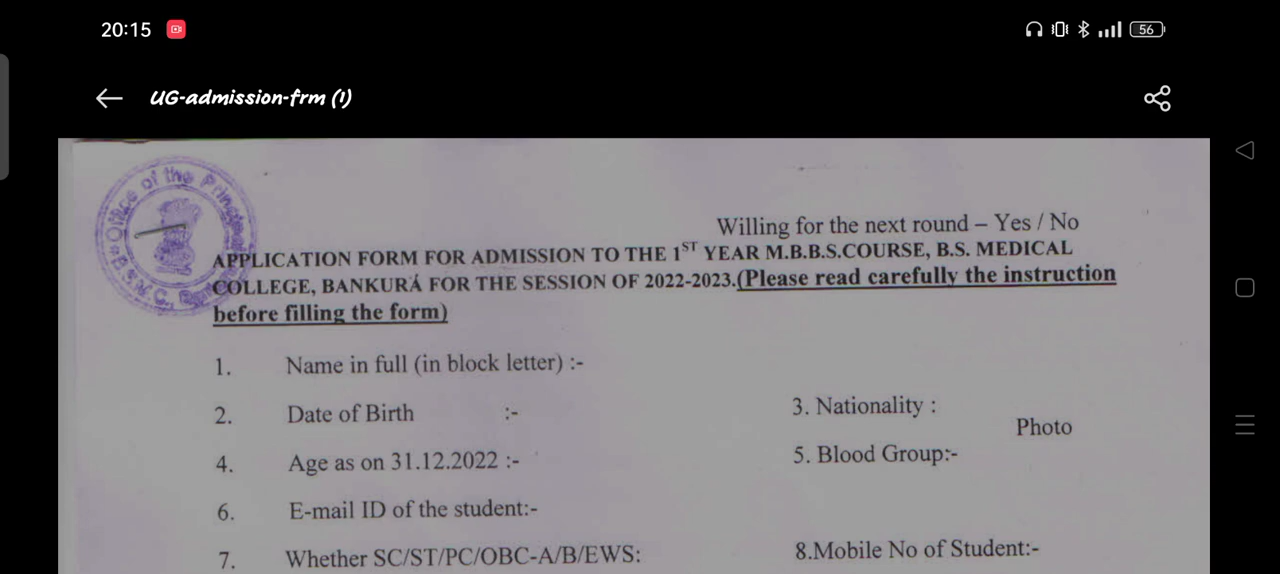 20:15
56
UG-admission-frm (1)
Office of the Principal
Willing for the next round – Yes / No
APPLICATION FORM FOR ADMISSION TO THE 1ST YEAR M.B.B.S.COURSE, B.S. MEDICAL
COLLEGE, BANKURA FOR THE SESSION OF 2022-2023.(Please read carefully the instruction
before filling the form)
1. Name in full (in block letter) :-
2. Date of Birth :- 3. Nationality :
Photo
4. Age as on 31.12.2022 :- 5. Blood Group:-
6. E-mail ID of the student:-
7. Whether SC/ST/PC/OBC-A/B/EWS: 8.Mobile No of Student:-